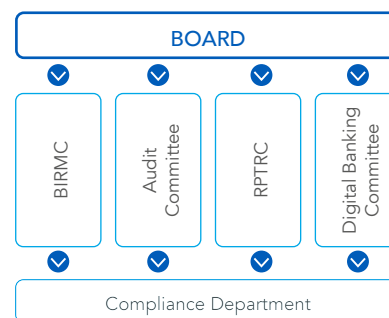 BOARD
BIRMC
Audit
Committee
RPTRC
Digital Banking
Committee
Compliance Department